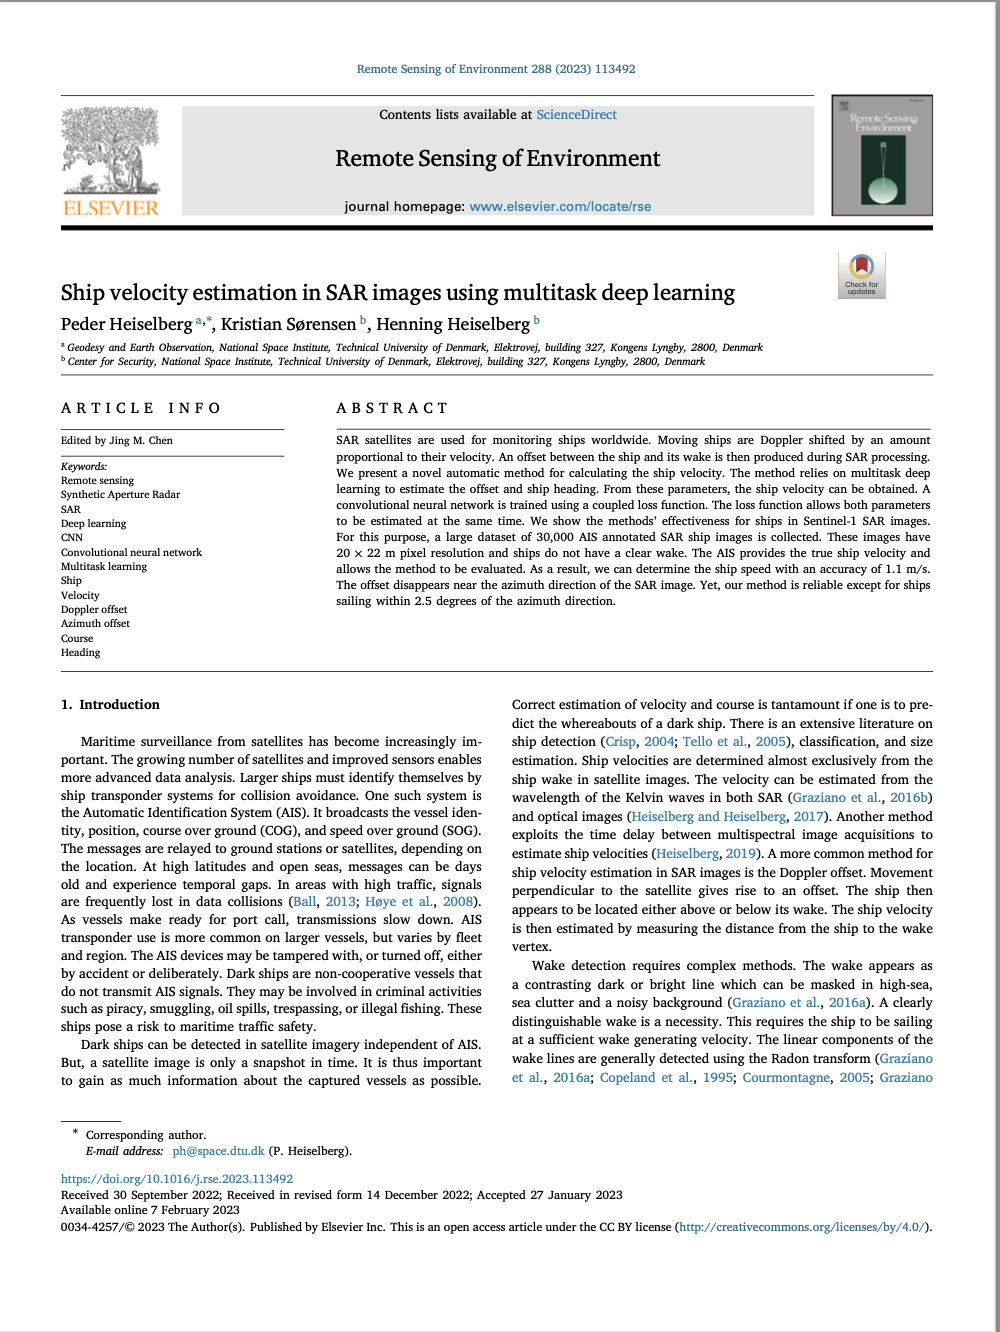 Remote Sensing of Environment 288 (2023) 113492
Contents lists available at ScienceDirect
Remote Sensing of Environment
journal homepage: www.elsevier.com/locate/rse
ELSEVIER
Remote Sensing
Environment
Check for
updates
Ship velocity estimation in SAR images using multitask deep learning
Peder Heiselberg a,*, Kristian Sørensen b, Henning Heiselberg b
a Geodesy and Earth Observation, National Space Institute, Technical University of Denmark, Elektrovej, building 327, Kongens Lyngby, 2800, Denmark
b Center for Security, National Space Institute, Technical University of Denmark, Elektrovej, building 327, Kongens Lyngby, 2800, Denmark
ARTICLE INFO
Edited by Jing M. Chen
Keywords:
Remote sensing
Synthetic Aperture Radar
SAR
Deep learning
CNN
Convolutional neural network
Multitask learning
Ship
Velocity
Doppler offset
Azimuth offset
Course
Heading
ABSTRACT
SAR satellites are used for monitoring ships worldwide. Moving ships are Doppler shifted by an amount
proportional to their velocity. An offset between the ship and its wake is then produced during SAR processing.
We present a novel automatic method for calculating the ship velocity. The method relies on multitask deep
learning to estimate the offset and ship heading. From these parameters, the ship velocity can be obtained. A
convolutional neural network is trained using a coupled loss function. The loss function allows both parameters
to be estimated at the same time. We show the methods' effectiveness for ships in Sentinel-1 SAR images.
For this purpose, a large dataset of 30,000 AIS annotated SAR ship images is collected. These images have
20 × 22 m pixel resolution and ships do not have a clear wake. The AIS provides the true ship velocity and
allows the method to be evaluated. As a result, we can determine the ship speed with an accuracy of 1.1 m/s.
The offset disappears near the azimuth direction of the SAR image. Yet, our method is reliable except for ships
sailing within 2.5 degrees of the azimuth direction.
1. Introduction
Maritime surveillance from satellites has become increasingly im-
portant. The growing number of satellites and improved sensors enables
more advanced data analysis. Larger ships must identify themselves by
ship transponder systems for collision avoidance. One such system is
the Automatic Identification System (AIS). It broadcasts the vessel iden-
tity, position, course over ground (COG), and speed over ground (SOG).
The messages are relayed to ground stations or satellites, depending on
the location. At high latitudes and open seas, messages can be days
old and experience temporal gaps. In areas with high traffic, signals
are frequently lost in data collisions (Ball, 2013; Høye et al., 2008).
As vessels make ready for port call, transmissions slow down. AIS
transponder use is more common on larger vessels, but varies by fleet
and region. The AIS devices may be tampered with, or turned off, either
by accident or deliberately. Dark ships are non-cooperative vessels that
do not transmit AIS signals. They may be involved in criminal activities
such as piracy, smuggling, oil spills, trespassing, or illegal fishing. These
ships pose a risk to maritime traffic safety.
Dark ships can be detected in satellite imagery independent of AIS.
But, a satellite image is only a snapshot in time. It is thus important
to gain as much information about the captured vessels as possible.
Correct estimation of velocity and course is tantamount if one is to pre-
dict the whereabouts of a dark ship. There is an extensive literature on
ship detection (Crisp, 2004; Tello et al., 2005), classification, and size
estimation. Ship velocities are determined almost exclusively from the
ship wake in satellite images. The velocity can be estimated from the
wavelength of the Kelvin waves in both SAR (Graziano et al., 2016b)
and optical images (Heiselberg and Heiselberg, 2017). Another method
exploits the time delay between multispectral image acquisitions to
estimate ship velocities (Heiselberg, 2019). A more common method for
ship velocity estimation in SAR images is the Doppler offset. Movement
perpendicular to the satellite gives rise to an offset. The ship then
appears to be located either above or below its wake. The ship velocity
is then estimated by measuring the distance from the ship to the wake
vertex.
Wake detection requires complex methods. The wake appears as
a contrasting dark or bright line which can be masked in high-sea,
sea clutter and a noisy background (Graziano et al., 2016a). A clearly
distinguishable wake is a necessity. This requires the ship to be sailing
at a sufficient wake generating velocity. The linear components of the
wake lines are generally detected using the Radon transform (Graziano
et al., 2016a; Copeland et al., 1995; Courmontagne, 2005; Graziano
* Corresponding author.
E-mail address: ph@space.dtu.dk (P. Heiselberg).
https://doi.org/10.1016/j.rse.2023.113492
Received 30 September 2022; Received in revised form 14 December 2022; Accepted 27 January 2023
Available online 7 February 2023
0034-4257/© 2023 The Author(s). Published by Elsevier Inc. This is an open access article under the CC BY license (http://creativecommons.org/licenses/by/4.0/).